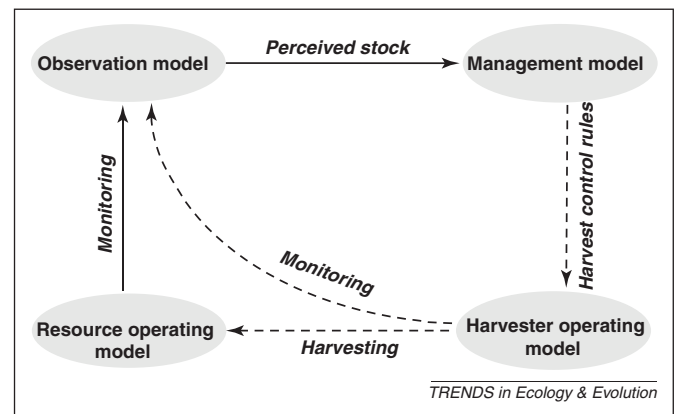 Perceived stock
Observation model
Management model
Monitoring
Harvest control rules
Monitoring
Resource operating
model
Harvesting
Harvester operating
model
TRENDS in Ecology & Evolution